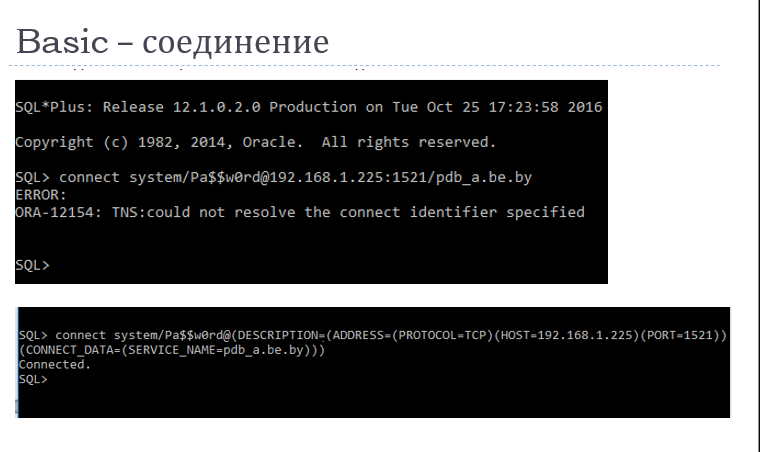 Basic – соединение
SQL*Plus: Release 12.1.0.2.0 Production on Tue Oct 25 17:23:58 2016
Copyright (c) 1982, 2014, Oracle.  All rights reserved.
SQL> connect system/Pa$$w0rd@192.168.1.225:1521/pdb_a.be.by
ERROR:
ORA-12154: TNS:could not resolve the connect identifier specified
SQL>
SQL> connect system/Pa$$w0rd@(DESCRIPTION=(ADDRESS=(PROTOCOL=TCP)(HOST=192.168.1.225)(PORT=1521))
(CONNECT_DATA=(SERVICE_NAME=pdb_a.be.by)))
Connected.
SQL>